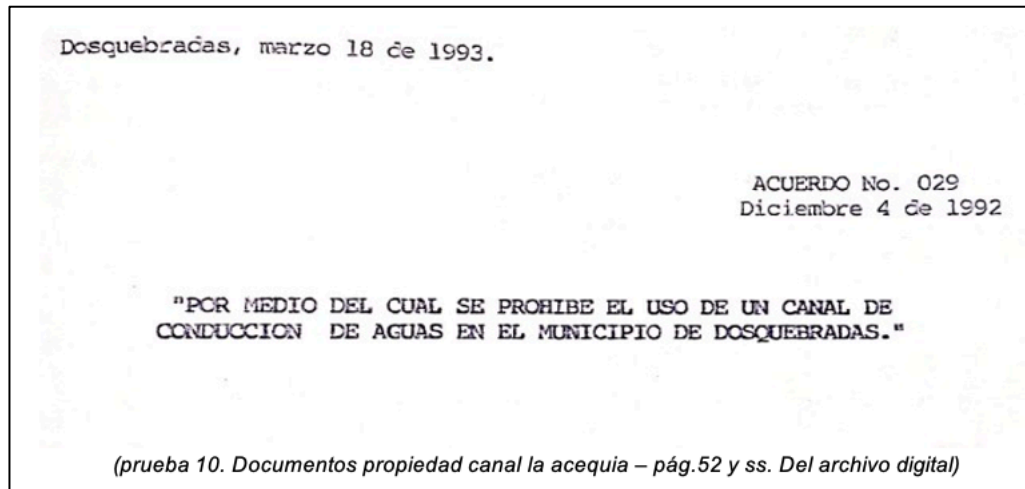 Dosquebradas, marzo 18 de 1993.
ACUERDO No. 029
Diciembre 4 de 1992
"POR MEDIO DEL CUAL SE PROHIBE EL USO DE UN CANAL DE
CONDUCCION DE AGUAS EN EL MUNICIPIO DE DOSQUEBRADAS."
(prueba 10. Documentos propiedad canal la acequia – pág.52 y ss. Del archivo digital)